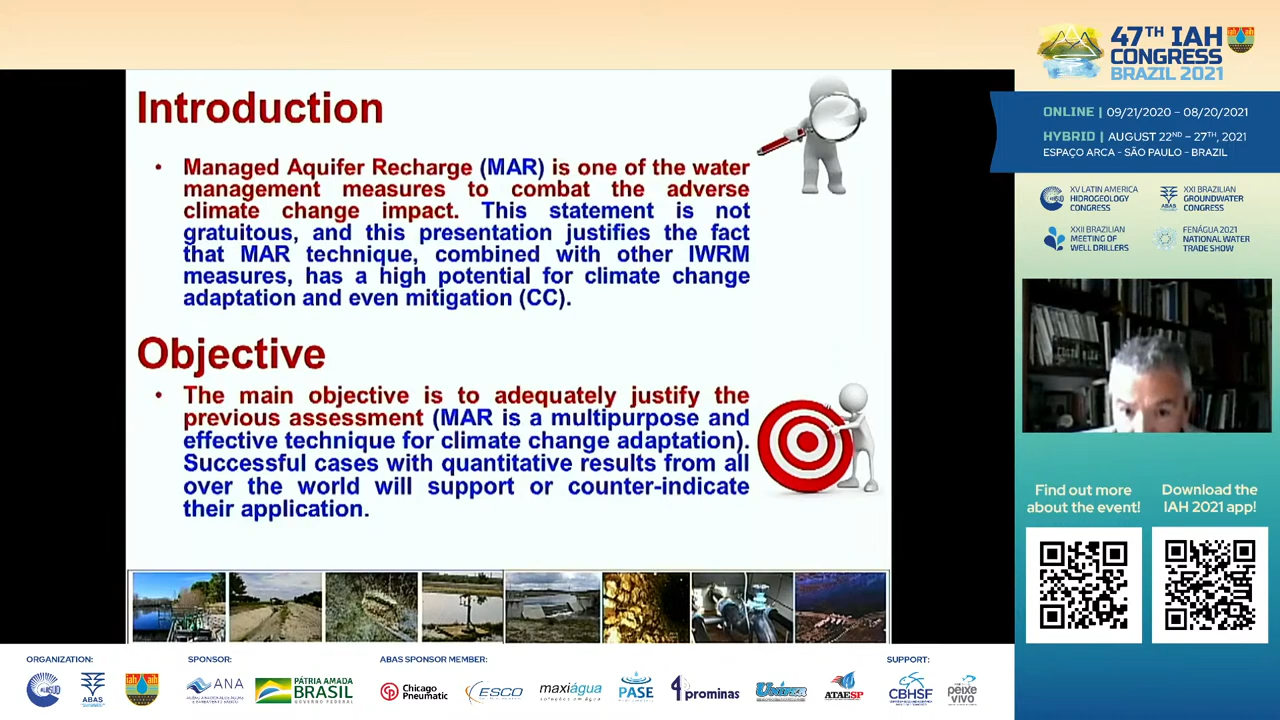 Introduction
• Managed Aquifer Recharge (MAR) is one of the water
management measures to combat the adverse
climate change impact. This statement is not
gratuitous, and this presentation justifies the fact
that MAR technique, combined with other IWRM
measures, has a high potential for climate change
adaptation and even mitigation (CC).
Objective
• The main objective is to adequately justify the
previous assessment (MAR is a multipurpose and
effective technique for climate change adaptation).
Successful cases with quantitative results from all
over the world will support or counter-indicate
their application.
47TH IAH
CONGRESS
BRAZIL 2021
ONLINE | 09/21/2020 – 08/20/2021
HYBRID | AUGUST 22ND – 27TH, 2021
ESPAÇO ARCA - SÃO PAULO - BRAZIL
XV LATIN AMERICA
HIDROGEOLOGY
CONGRESS
XXI BRAZILIAN
GROUNDWATER
CONGRESS
XXII BRAZILIAN
MEETING OF
WELL DRILLERS
FENÁGUA 2021
NATIONAL WATER
TRADE SHOW
Find out more
about the event!
Download the
IAH 2021 app!
ORGANIZATION:
ALHSUD
ABAS
iah aih
SPONSOR:
ANA
PÁTRIA AMADA
BRASIL
GOVERNO FEDERAL
ABAS SPONSOR MEMBER:
Chicago
Pneumatic
ESCO
maxiágua
soluções em água
PASE
prominas
Uniper
ATAESP
SUPPORT:
CBHSF
peixe
vivo